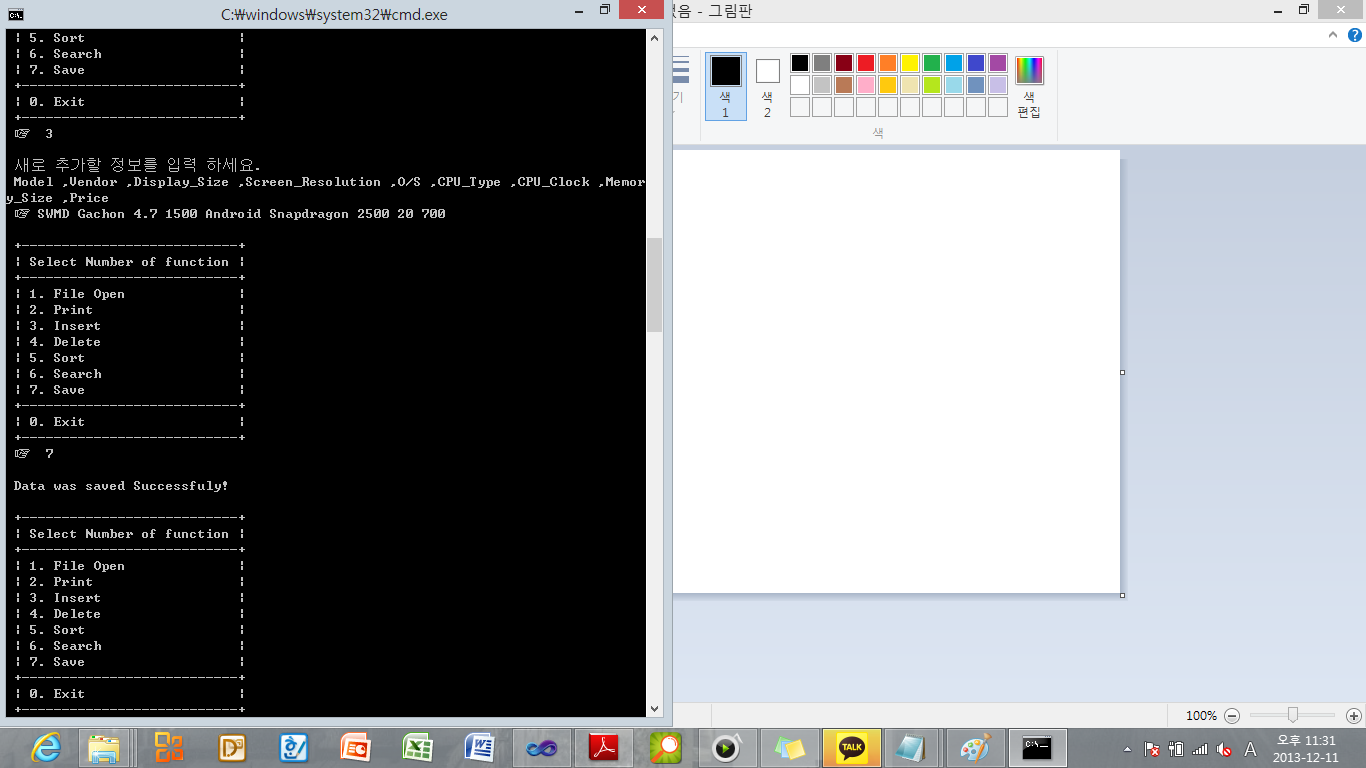 C:\windows\system32\cmd.exe
없음 - 그림판
¦ 5. Sort ¦
¦ 6. Search ¦
¦ 7. Save ¦
+---------------------------+
¦ 0. Exit ¦
+---------------------------+
☞ 3
새로 추가할 정보를 입력 하세요.
Model ,Vendor ,Display_Size ,Screen_Resolution ,O/S ,CPU_Type ,CPU_Clock ,Memor
y_Size ,Price
☞ SWMD Gachon 4.7 1500 Android Snapdragon 2500 20 700
+---------------------------+
¦ Select Number of function ¦
+---------------------------+
¦ 1. File Open ¦
¦ 2. Print ¦
¦ 3. Insert ¦
¦ 4. Delete ¦
¦ 5. Sort ¦
¦ 6. Search ¦
¦ 7. Save ¦
+---------------------------+
¦ 0. Exit ¦
+---------------------------+
☞ 7
Data was saved Successfuly!
+---------------------------+
¦ Select Number of function ¦
+---------------------------+
¦ 1. File Open ¦
¦ 2. Print ¦
¦ 3. Insert ¦
¦ 4. Delete ¦
¦ 5. Sort ¦
¦ 6. Search ¦
¦ 7. Save ¦
+---------------------------+
¦ 0. Exit ¦
+---------------------------+
기
색
1
색
2
색
편집
색
100%
TALK
C:\
A
오후 11:31
2013-12-11